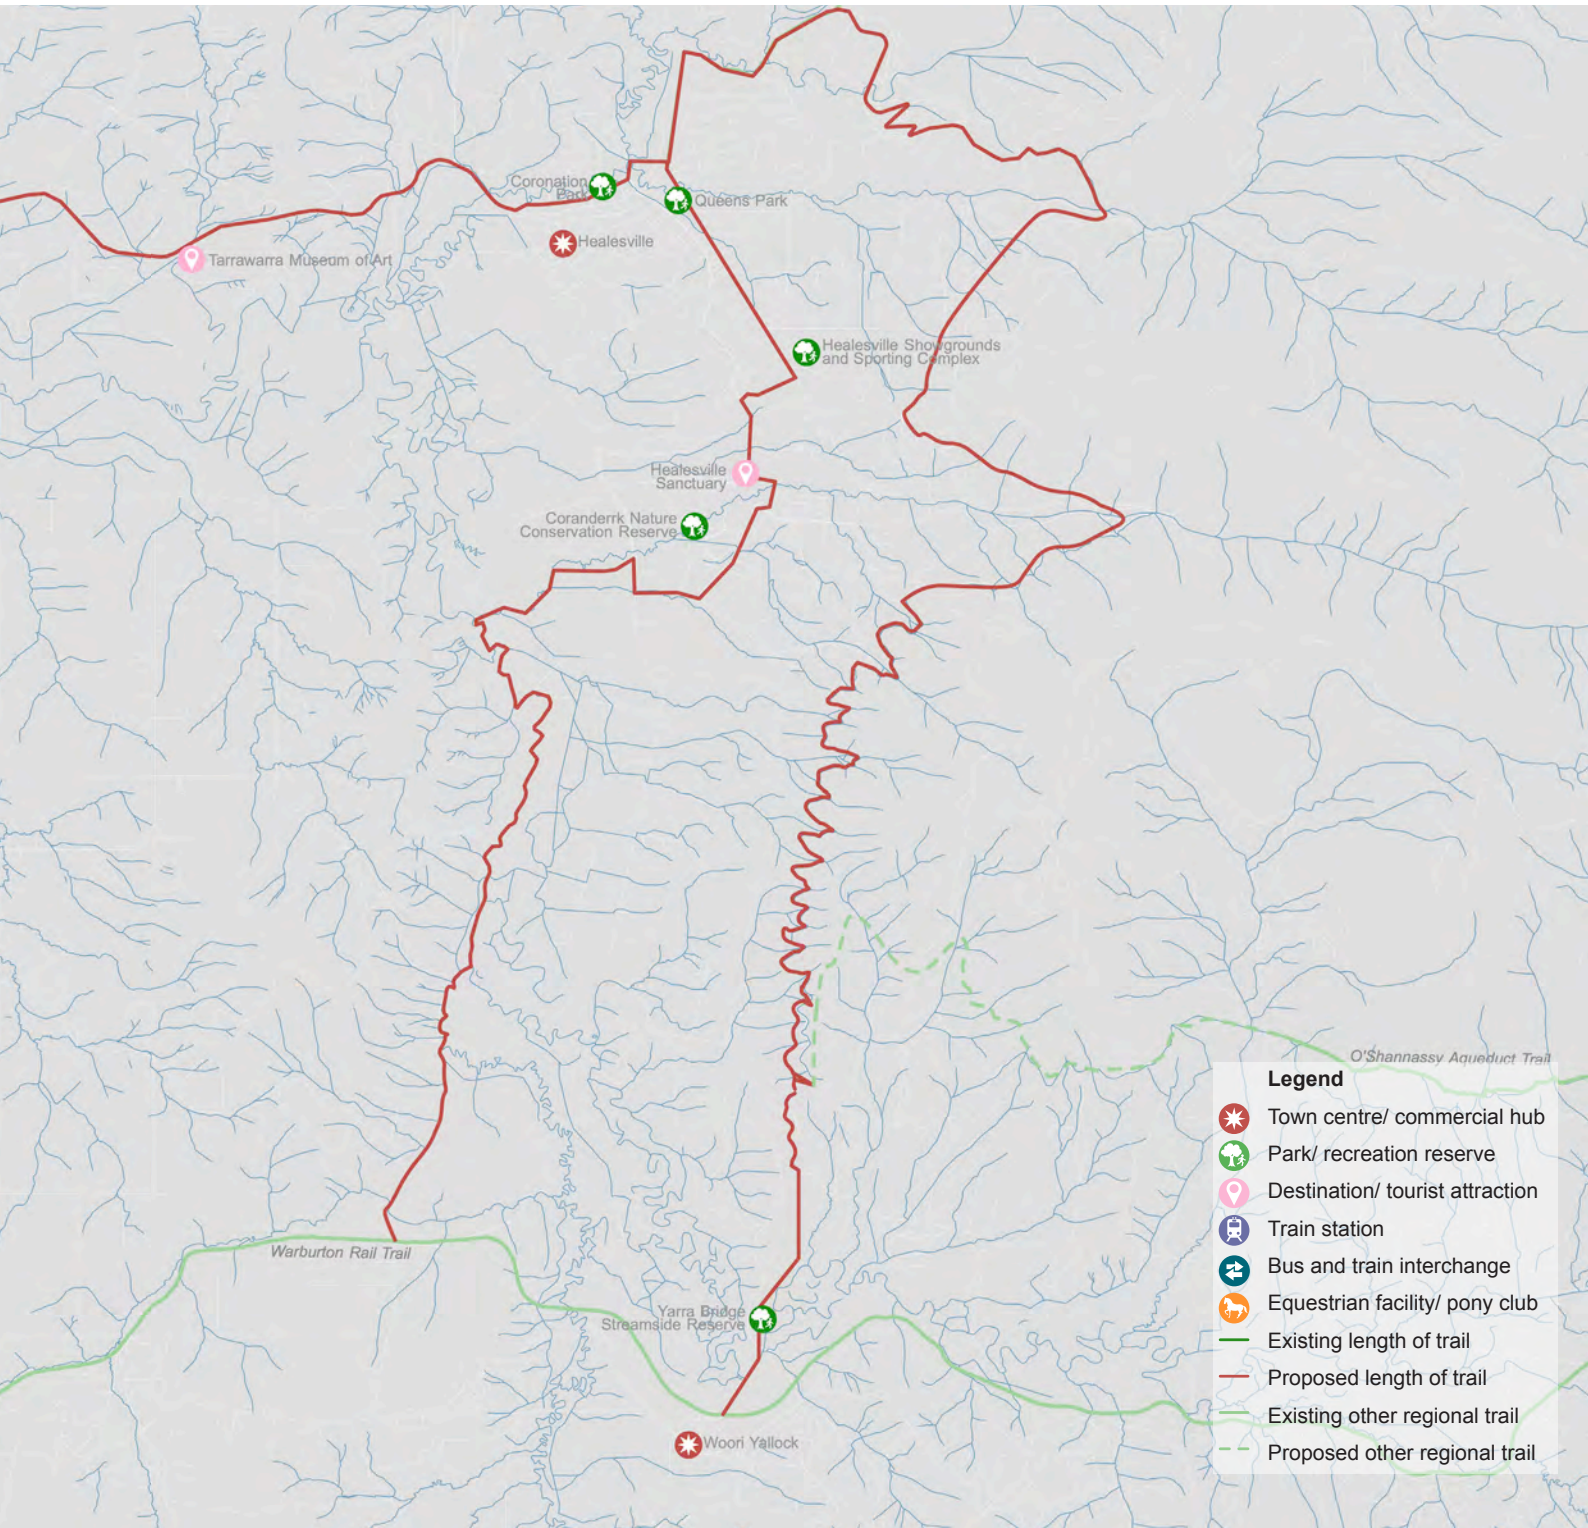 Coronation
Park
Queens Park
Healesville
Tarrawarra Museum of Art
Healesville Showgrounds
and Sporting Complex
Healesville
Sanctuary
Coranderrk Nature
Conservation Reserve
O'Shannassy Aqueduct Trail
Warburton Rail Trail
Yarra Bridge
Streamside Reserve
Woori Yallock
Legend
Town centre/ commercial hub
Park/ recreation reserve
Destination/ tourist attraction
Train station
Bus and train interchange
Equestrian facility/ pony club
Existing length of trail
Proposed length of trail
Existing other regional trail
Proposed other regional trail